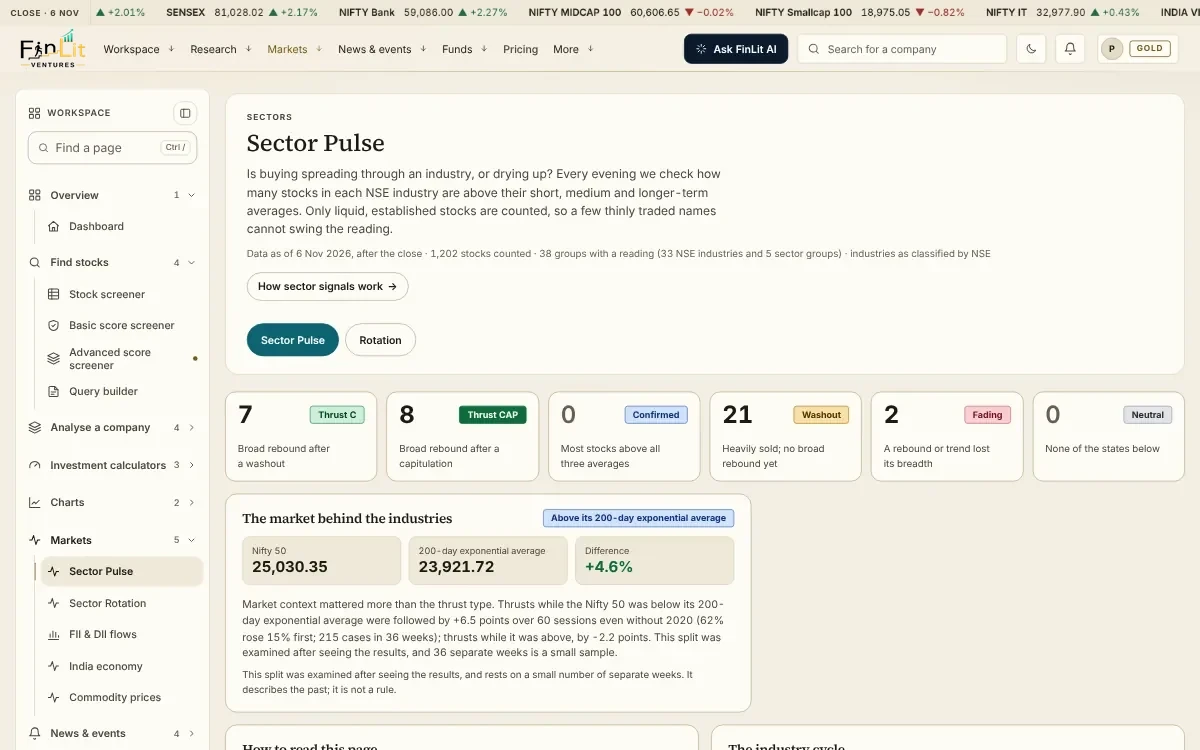 CLOSE · 6 NOV ▲ +2.01% SENSEX 81,028.02 ▲ +2.17% NIFTY Bank 59,086.00 ▲ +2.27% NIFTY MIDCAP 100 60,606.65 ▼ −0.02% NIFTY Smallcap 100 18,975.05 ▼ −0.82% NIFTY IT 32,977.90 ▲ +0.43% INDIA VI
FinLit
VENTURES
Workspace Research Markets News & events Funds Pricing More Ask FinLit AI Search for a company P GOLD
WORKSPACE
Find a page Ctrl /
Overview 1
Dashboard
Find stocks 4
Stock screener
Basic score screener
Advanced score
screener
Query builder
Analyse a company 4
Investment calculators 3
Charts 2
Markets 5
Sector Pulse
Sector Rotation
FII & DII flows
India economy
Commodity prices
News & events 4
SECTORS
Sector Pulse
Is buying spreading through an industry, or drying up? Every evening we check how
many stocks in each NSE industry are above their short, medium and longer-term
averages. Only liquid, established stocks are counted, so a few thinly traded names
cannot swing the reading.
Data as of 6 Nov 2026, after the close · 1,202 stocks counted · 38 groups with a reading (33 NSE industries and 5 sector groups) · industries as classified by NSE
How sector signals work →
Sector Pulse Rotation
7 Thrust C
Broad rebound after
a washout
8 Thrust CAP
Broad rebound after a
capitulation
0 Confirmed
Most stocks above all
three averages
21 Washout
Heavily sold; no broad
rebound yet
2 Fading
A rebound or trend lost
its breadth
0 Neutral
None of the states below
The market behind the industries Above its 200-day exponential average
Nifty 50
25,030.35
200-day exponential average
23,921.72
Difference
+4.6%
Market context mattered more than the thrust type. Thrusts while the Nifty 50 was below its 200-
day exponential average were followed by +6.5 points over 60 sessions even without 2020 (62%
rose 15% first; 215 cases in 36 weeks); thrusts while it was above, by -2.2 points. This split was
examined after seeing the results, and 36 separate weeks is a small sample.
This split was examined after seeing the results, and rests on a small number of separate weeks. It
describes the past; it is not a rule.
How to read this page
The industry cycle